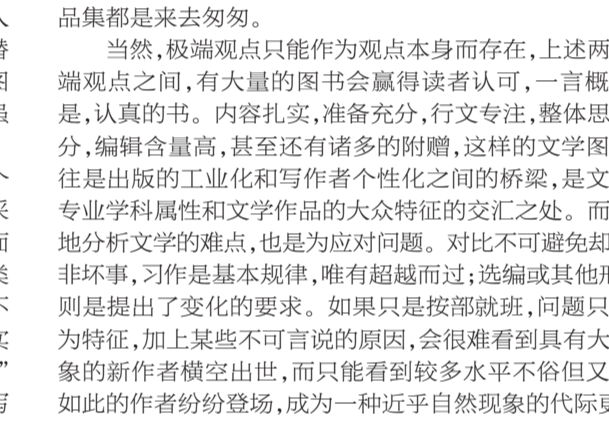 品集都是来去匆匆。
当然,极端观点只能作为观点本身而存在,上述两
端观点之间,有大量的图书会赢得读者认可,一言概
是,认真的书。内容扎实,准备充分,行文专注,整体思
分,编辑含量高,甚至还有诸多的附赠,这样的文学图
往是出版的工业化和写作者个性化之间的桥梁,是文
专业学科属性和文学作品的大众特征的交汇之处。而
地分析文学的难点,也是为应对问题。对比不可避免却
非坏事,习作是基本规律,唯有超越而过;选编或其他形
则是提出了变化的要求。如果只是按部就班,问题只
为特征,加上某些不可言说的原因,会很难看到具有大
象的新作者横空出世,而只能看到较多水平不俗但又
如此的作者纷纷登场,成为一种近乎自然现象的代际更